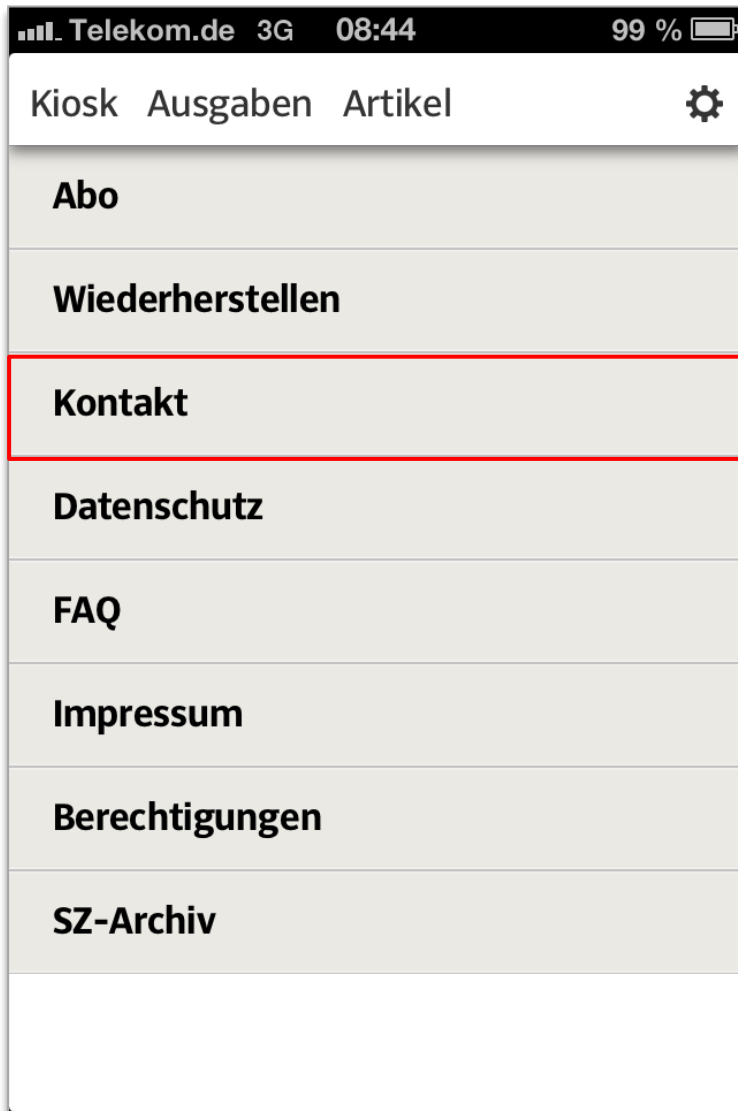 Telekom.de 3G 08:44 99 %
Kiosk Ausgaben Artikel
Abo
Wiederherstellen
Kontakt
Datenschutz
FAQ
Impressum
Berechtigungen
SZ-Archiv